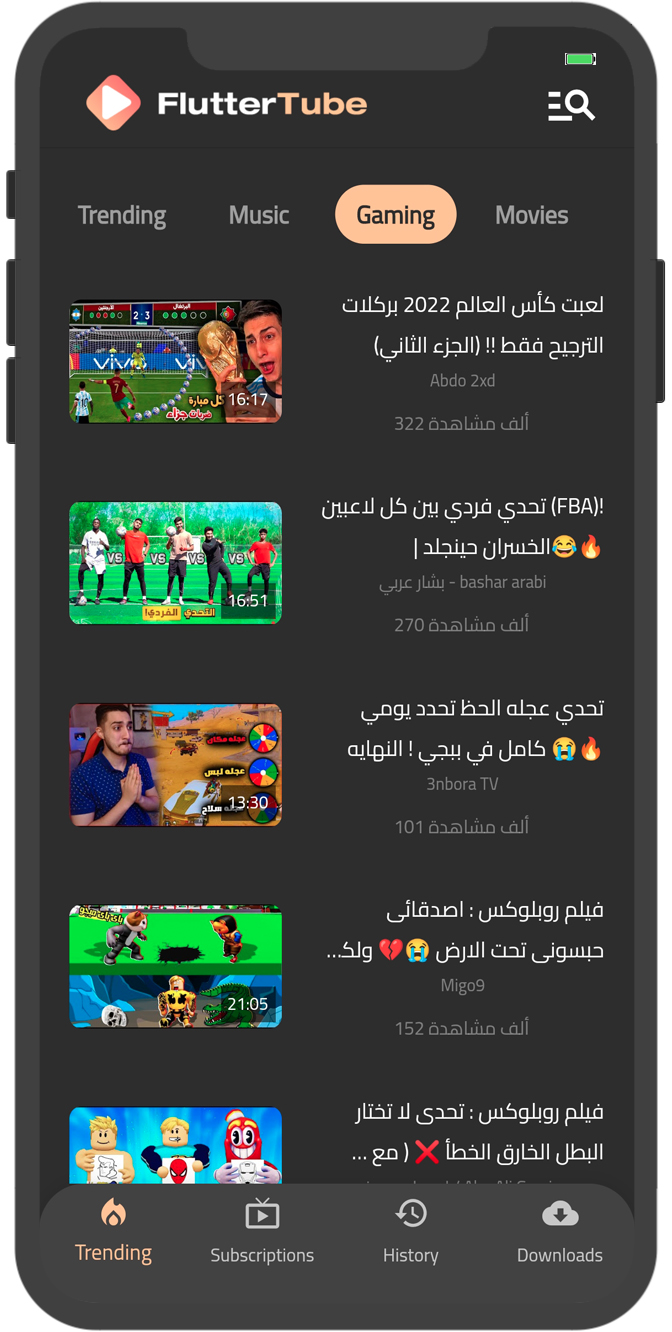 FlutterTube
Trending
Music
Gaming
Movies
2-3
vivo
كل مباراة
ضربات جزاء
16:17
لعبت كأس العالم 2022 بركلات
الترجيح فقط !! (الجزء الثاني)
Abdo 2xd
322 ألف مشاهدة
VS VS VS VS
التحدي الفردي!
16:51
!(FBA) تحدي فردي بين كل لاعبين
🔥😂الخسران حينجلد |
bashar arabi - بشار عربي
270 ألف مشاهدة
عجله مكان
عجله لبس
عجله سلاح
13:30
تحدي عجله الحظ تحدد يومي
🔥😭 كامل في ببجي ! النهايه
3nbora TV
101 ألف مشاهدة
21:05
فيلم روبلوكس : اصدقائى
حبسونى تحت الارض 😭💔 ولك...
Migo9
152 ألف مشاهدة
فيلم روبلوكس : تحدى لا تختار
البطل الخارق الخطأ ❌ ( مع ...
Trending
Subscriptions
History
Downloads